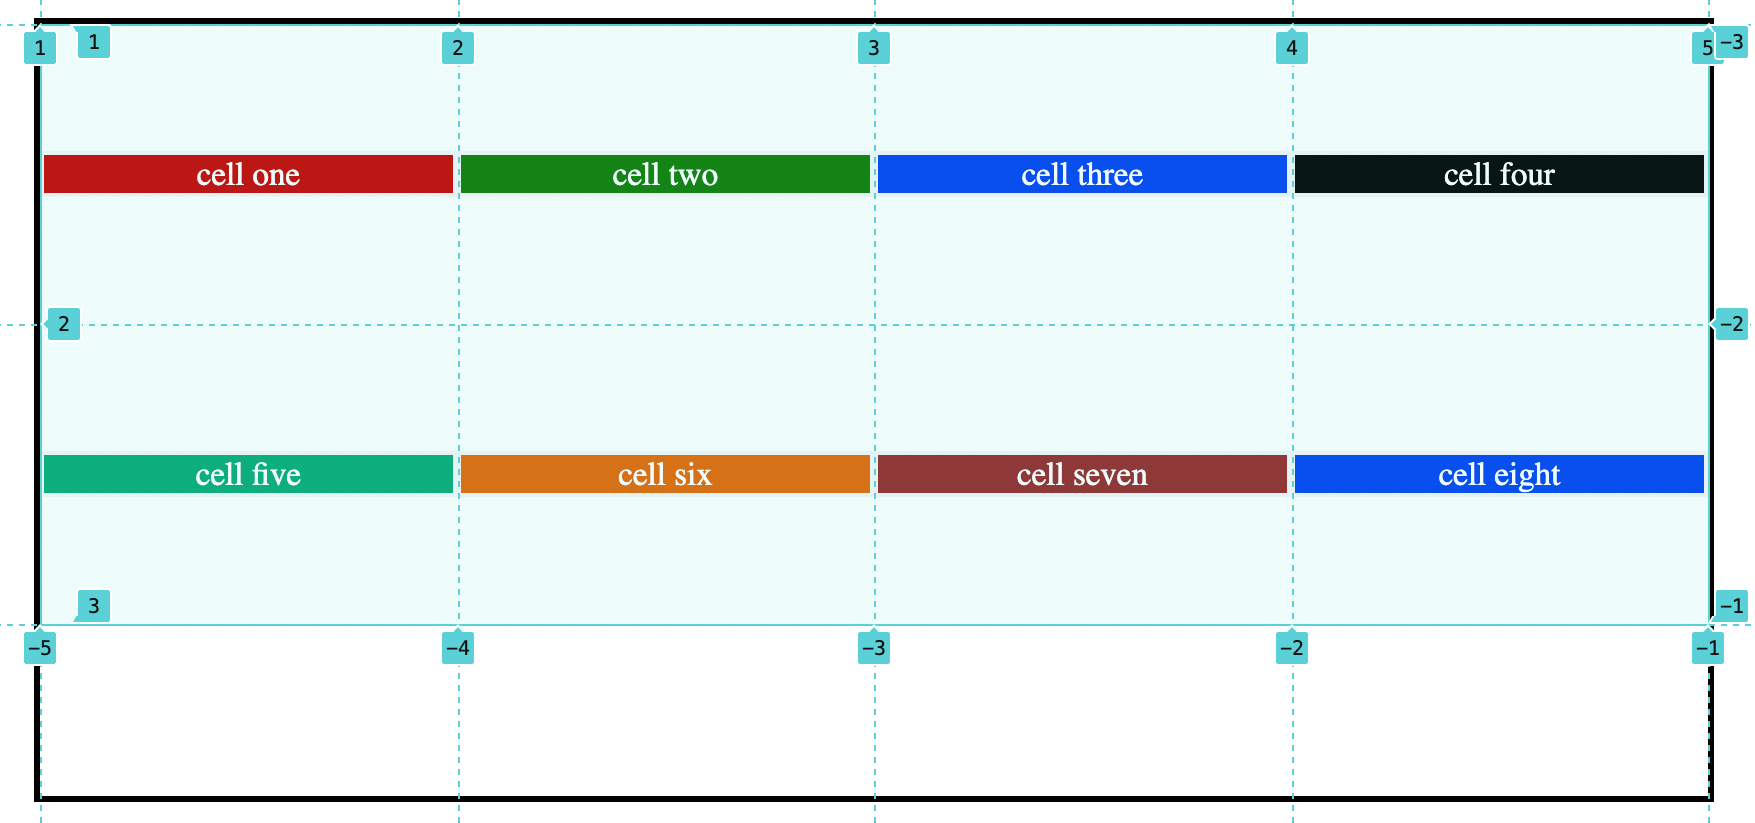 1 1 2 3 4 5 −3
cell one cell two cell three cell four
2 −2
cell five cell six cell seven cell eight
3 −1
−5 −4 −3 −2 −1